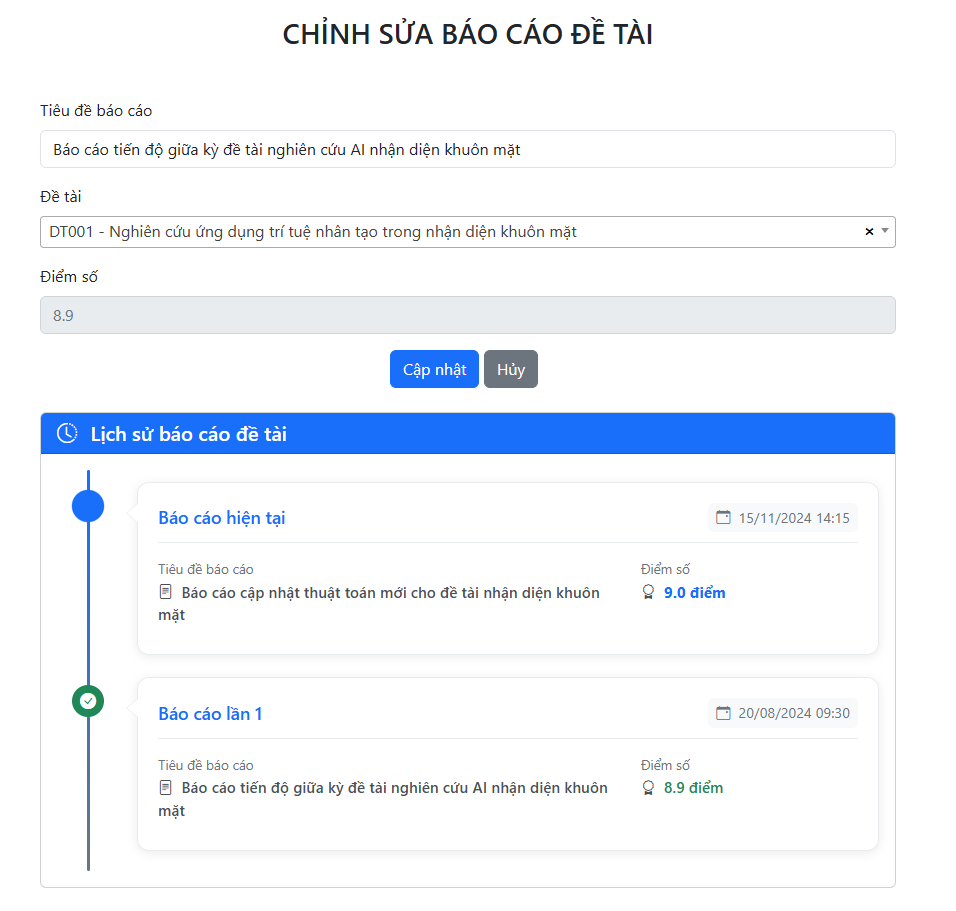 CHỈNH SỬA BÁO CÁO ĐỀ TÀI
Tiêu đề báo cáo
Báo cáo tiến độ giữa kỳ đề tài nghiên cứu AI nhận diện khuôn mặt
Đề tài
DT001 - Nghiên cứu ứng dụng trí tuệ nhân tạo trong nhận diện khuôn mặt
Điểm số
8.9
Cập nhật Hủy
Lịch sử báo cáo đề tài
Báo cáo hiện tại 15/11/2024 14:15
Tiêu đề báo cáo Điểm số
Báo cáo cập nhật thuật toán mới cho đề tài nhận diện khuôn 9.0 điểm
mặt
Báo cáo lần 1 20/08/2024 09:30
Tiêu đề báo cáo Điểm số
Báo cáo tiến độ giữa kỳ đề tài nghiên cứu AI nhận diện khuôn 8.9 điểm
mặt